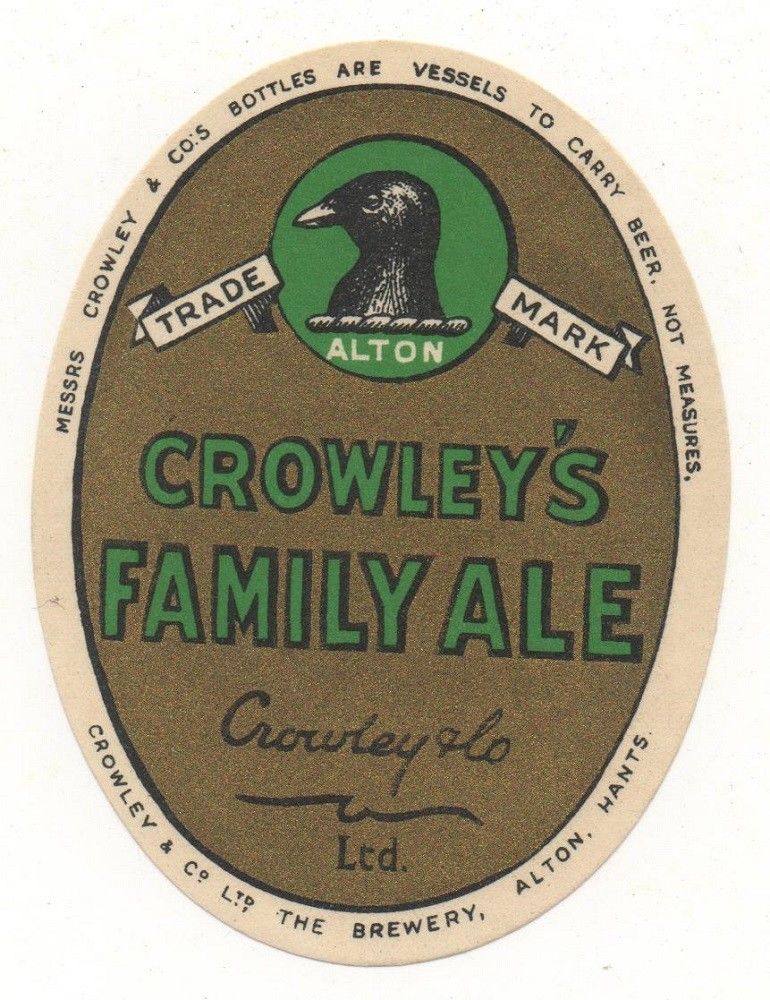 MESSRS CROWLEY & CO:S BOTTLES ARE VESSELS TO CARRY BEER, NOT MEASURES,
TRADE MARK
ALTON
CROWLEY'S
FAMILY ALE
Crowley & Co
Ltd.
CROWLEY & Cº LTD, THE BREWERY, ALTON, HANTS.